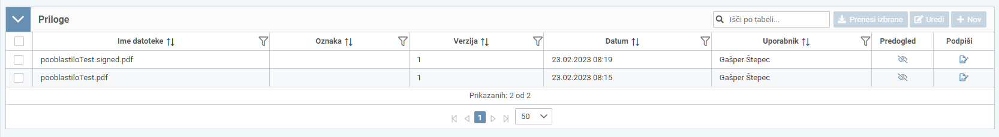 Priloge Išči po tabeli... Prenesi izbrane Uredi Nov
Ime datoteke Oznaka Verzija Datum Uporabnik Predogled Podpiši
pooblastiloTest.signed.pdf 1 23.02.2023 08:19 Gašper Štepec
pooblastiloTest.pdf 1 23.02.2023 08:15 Gašper Štepec
Prikazanih: 2 od 2
1 50